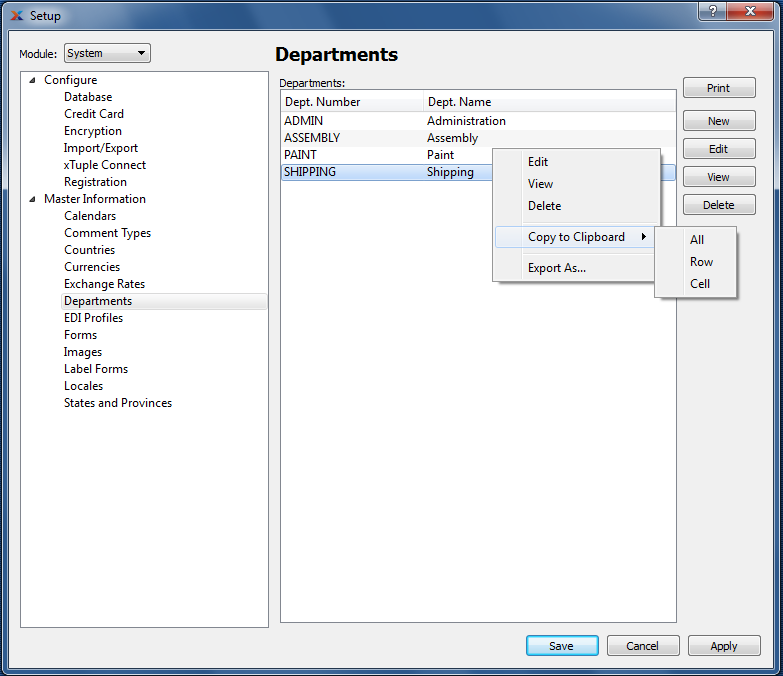 Setup
?
Module: System
Departments
Configure
Database
Credit Card
Encryption
Import/Export
xTuple Connect
Registration
Master Information
Calendars
Comment Types
Countries
Currencies
Exchange Rates
Departments
EDI Profiles
Forms
Images
Label Forms
Locales
States and Provinces
Departments:
Dept. Number Dept. Name
ADMIN Administration
ASSEMBLY Assembly
PAINT Paint
SHIPPING Shipping
Edit
View
Delete
Copy to Clipboard
Export As...
All
Row
Cell
Print
New
Edit
View
Delete
Save Cancel Apply